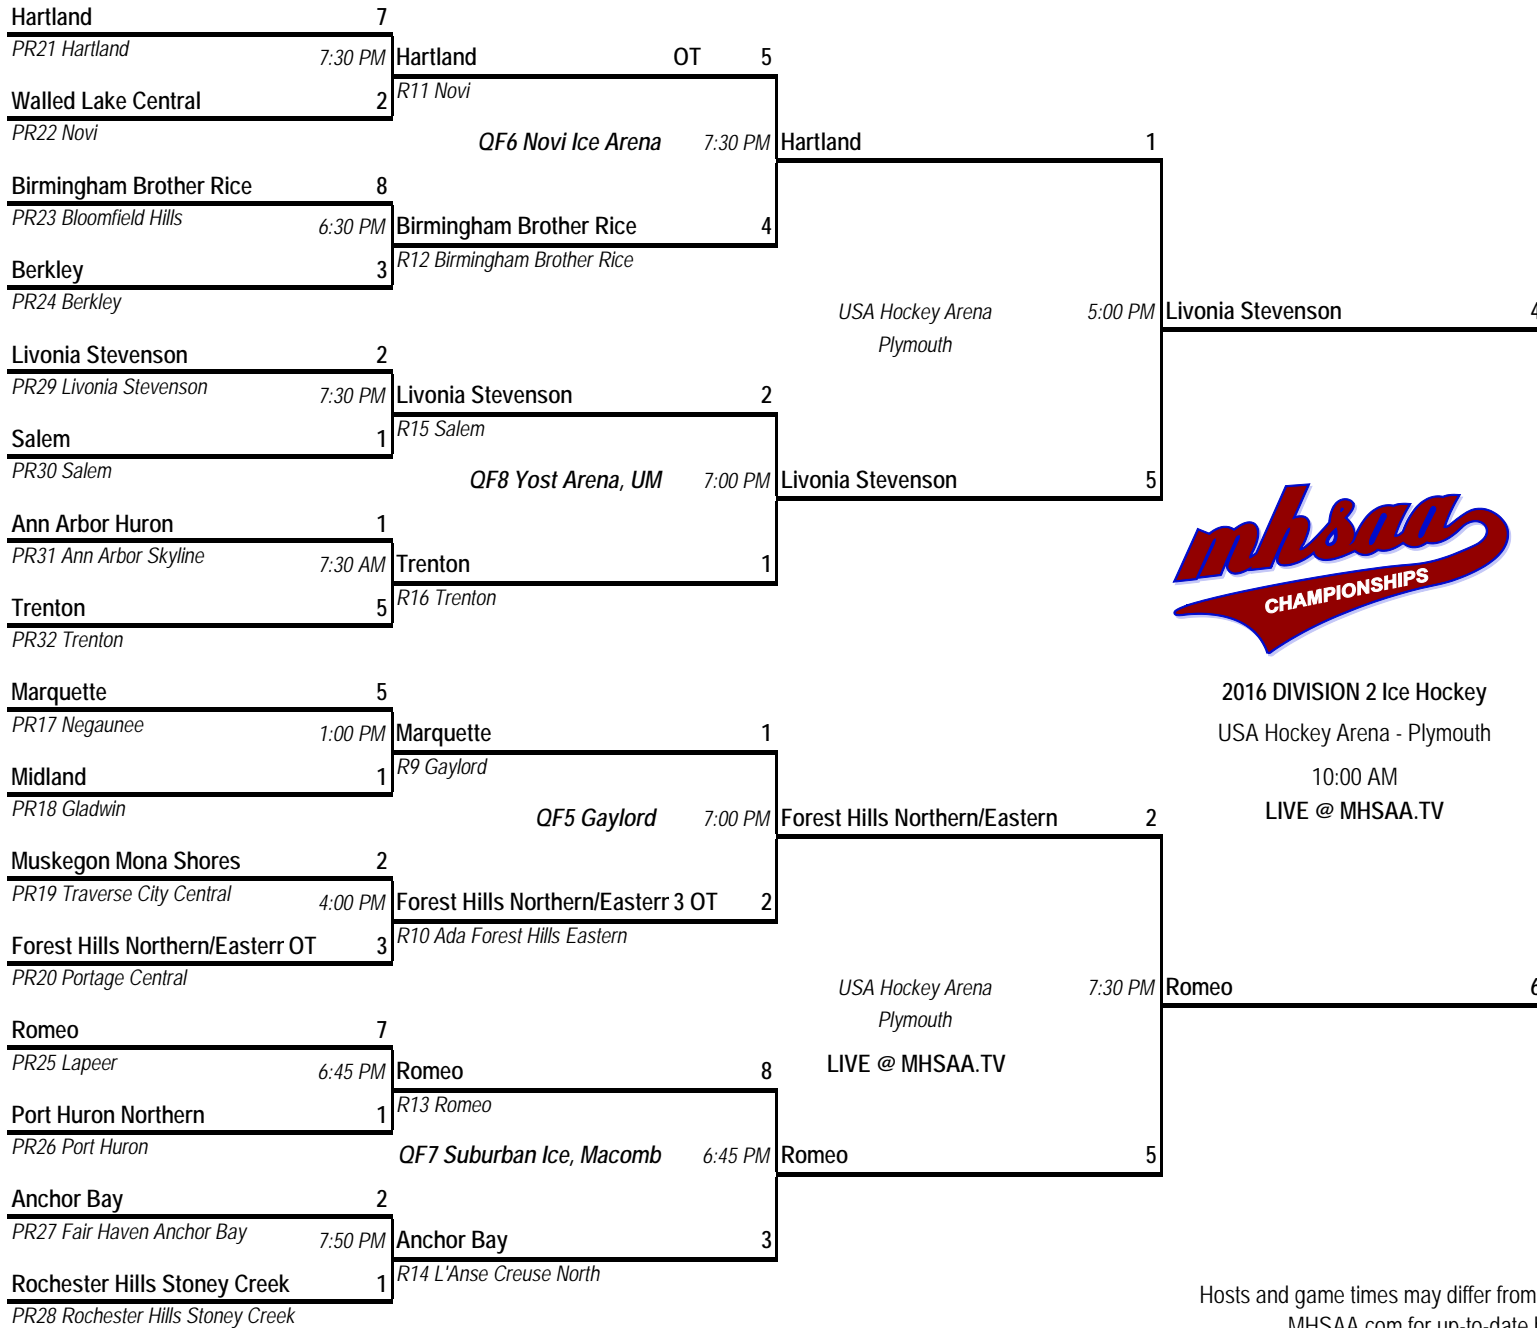 Hartland 7
PR21 Hartland
7:30 PM Hartland OT 5
R11 Novi
Walled Lake Central 2
PR22 Novi
QF6 Novi Ice Arena 7:30 PM Hartland 1
Birmingham Brother Rice 8
PR23 Bloomfield Hills
6:30 PM Birmingham Brother Rice 4
R12 Birmingham Brother Rice
Berkley 3
PR24 Berkley
USA Hockey Arena 5:00 PM Livonia Stevenson 4
Plymouth
Livonia Stevenson 2
PR29 Livonia Stevenson
7:30 PM Livonia Stevenson 2
R15 Salem
Salem 1
PR30 Salem
QF8 Yost Arena, UM 7:00 PM Livonia Stevenson 5
Ann Arbor Huron 1
PR31 Ann Arbor Skyline
7:30 AM Trenton 1
R16 Trenton
Trenton 5
PR32 Trenton
mhsaa
CHAMPIONSHIPS
2016 DIVISION 2 Ice Hockey
USA Hockey Arena - Plymouth
10:00 AM
LIVE @ MHSAA.TV
Marquette 5
PR17 Negaunee
1:00 PM Marquette 1
R9 Gaylord
Midland 1
PR18 Gladwin
QF5 Gaylord 7:00 PM Forest Hills Northern/Eastern 2
Muskegon Mona Shores 2
PR19 Traverse City Central
4:00 PM Forest Hills Northern/Eastern 3 OT 2
R10 Ada Forest Hills Eastern
Forest Hills Northern/Eastern OT 3
PR20 Portage Central
USA Hockey Arena 7:30 PM Romeo 6
Plymouth
LIVE @ MHSAA.TV
Romeo 7
PR25 Lapeer
6:45 PM Romeo 8
R13 Romeo
Port Huron Northern 1
PR26 Port Huron
QF7 Suburban Ice, Macomb 6:45 PM Romeo 5
Anchor Bay 2
PR27 Fair Haven Anchor Bay
7:50 PM Anchor Bay 3
R14 L'Anse Creuse North
Rochester Hills Stoney Creek 1
PR28 Rochester Hills Stoney Creek
Hosts and game times may differ from
MHSAA.com for up-to-date